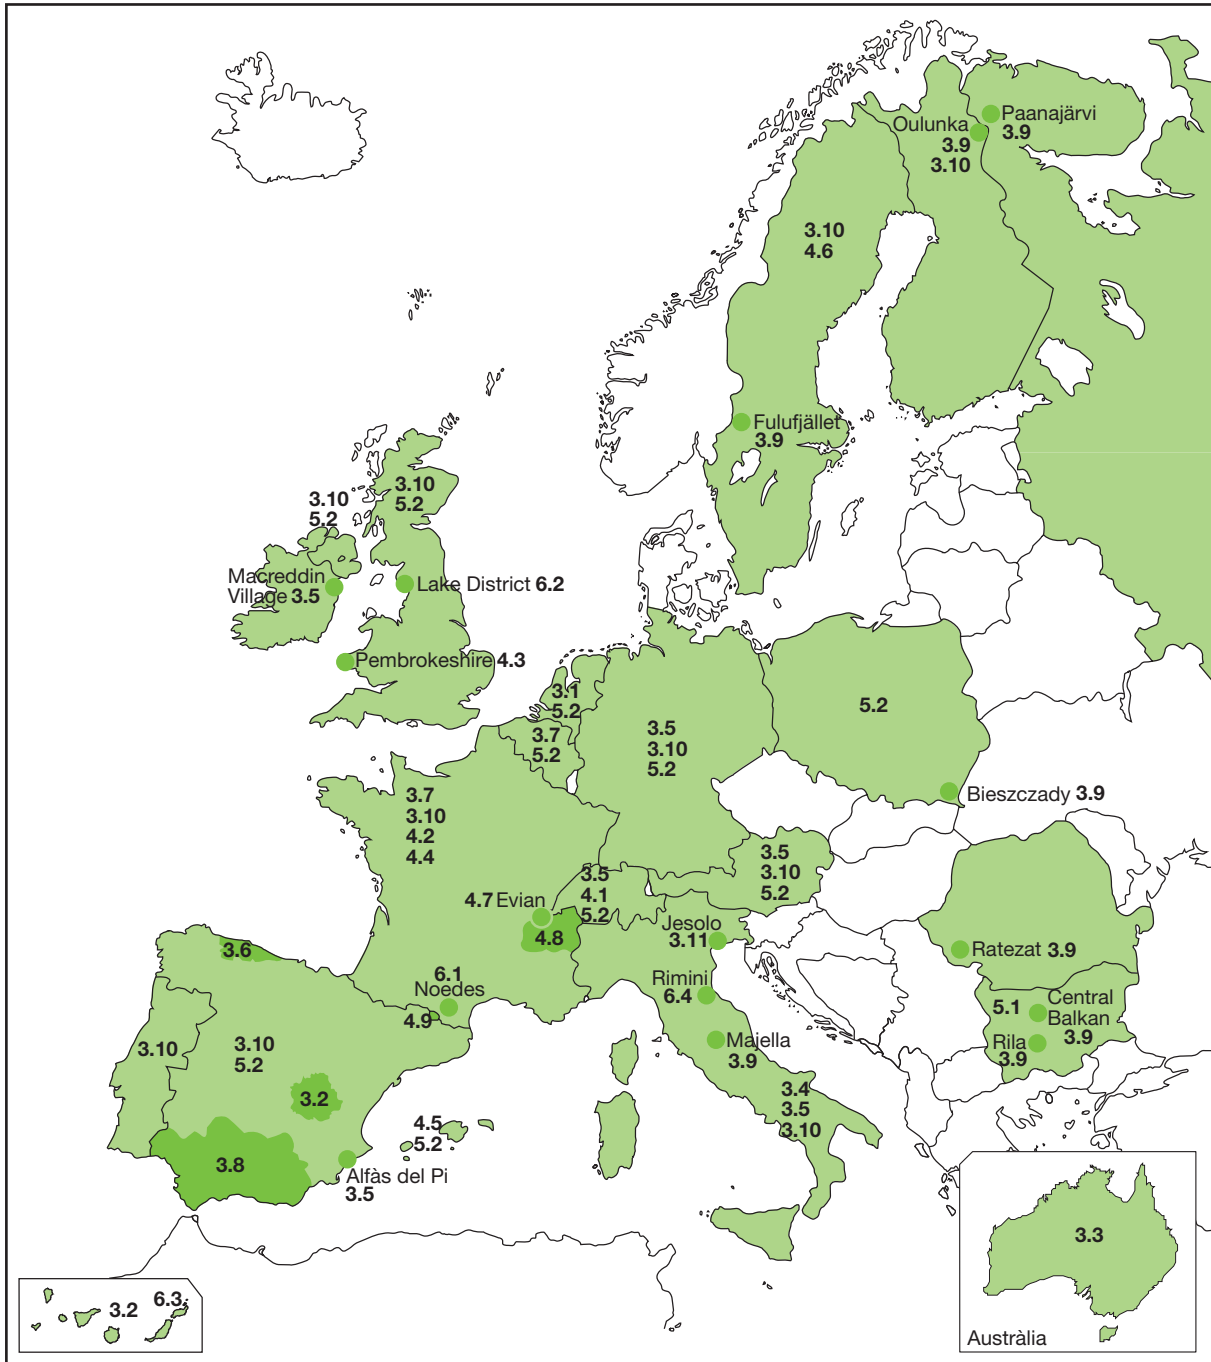 Paanajärvi
3.9
Oulunka
3.9
3.10
3.10
4.6
Fulufjället
3.9
3.10
5.2
3.10
5.2
Macreddin
Village 3.5
Lake District 6.2
Pembrokeshire 4.3
3.1
5.2
3.7
5.2
3.5
3.10
5.2
5.2
Bieszczady 3.9
3.7
3.10
4.2
4.4
3.5
3.10
5.2
3.5
4.1
5.2
4.7 Evian
4.8
Jesolo
3.11
3.6
6.1
Noedes
4.9
Rimini
6.4
Ratezat 3.9
5.1
Central
Balkan
3.9
Rila
3.9
Majella
3.9
3.10
3.10
5.2
3.2
3.4
3.5
3.10
4.5
5.2
3.8
Alfàs del Pi
3.5
3.2
6.3
3.3
Austràlia